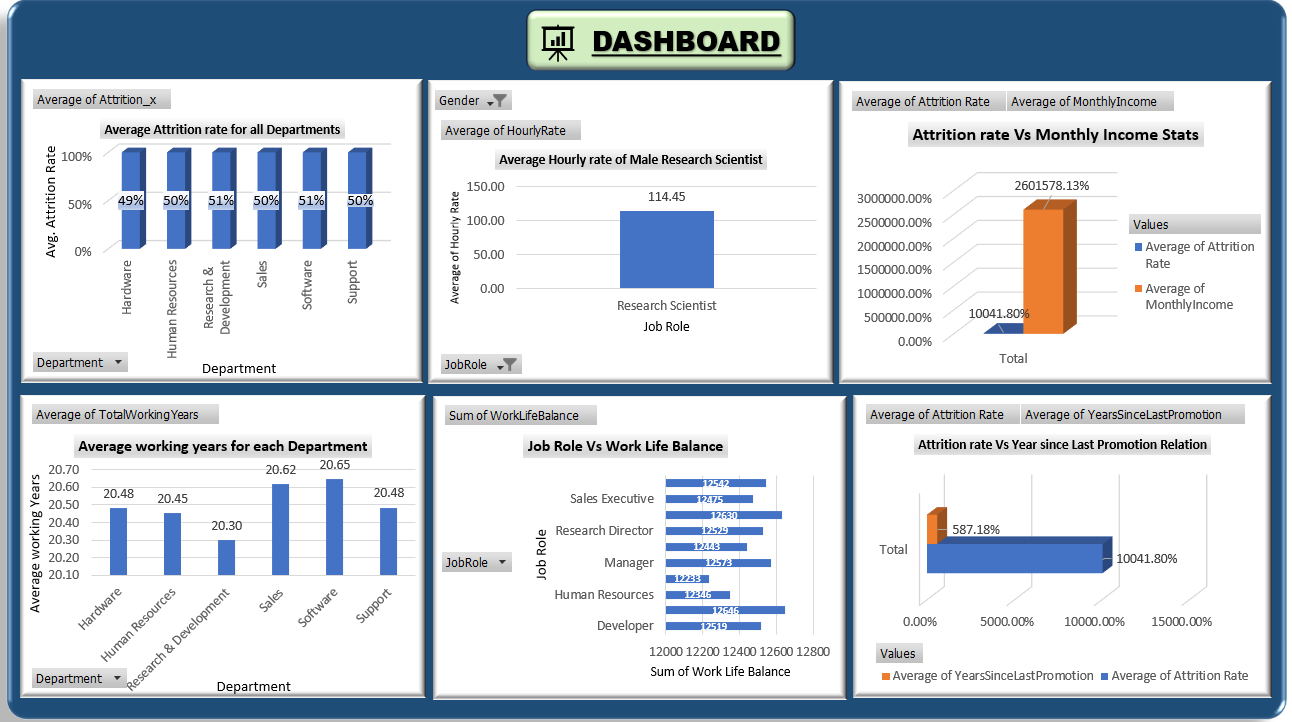 DASHBOARD
Average of Attrition_x
Average Attrition rate for all Departments
Avg. Attrition Rate
100%
50%
0%
49%
50%
51%
50%
51%
50%
Hardware
Human Resources
Research &
Development
Sales
Software
Support
Department
Department
Gender
Average of HourlyRate
Average Hourly rate of Male Research Scientist
Average of Hourly Rate
150.00
100.00
50.00
0.00
114.45
Research Scientist
Job Role
JobRole
Average of Attrition Rate
Average of MonthlyIncome
Attrition rate Vs Monthly Income Stats
3000000.00%
2500000.00%
2000000.00%
1500000.00%
1000000.00%
500000.00%
0.00%
2601578.13%
10041.80%
Total
Values
Average of Attrition
Rate
Average of
MonthlyIncome
Average of TotalWorkingYears
Average working years for each Department
Average working Years
20.70
20.60
20.50
20.40
20.30
20.20
20.10
20.48
20.45
20.30
20.62
20.65
20.48
Hardware
Human Resources
Research & Development
Sales
Software
Support
Department
Department
Sum of WorkLifeBalance
Job Role Vs Work Life Balance
JobRole
Job Role
12542
Sales Executive
12475
12630
Research Director
12529
12443
Manager
12573
12233
Human Resources
12346
12646
Developer
12519
12000 12200 12400 12600 12800
Sum of Work Life Balance
Average of Attrition Rate
Average of YearsSinceLastPromotion
Attrition rate Vs Year since Last Promotion Relation
Total
587.18%
10041.80%
0.00%
5000.00%
10000.00%
15000.00%
Values
Average of YearsSinceLastPromotion
Average of Attrition Rate